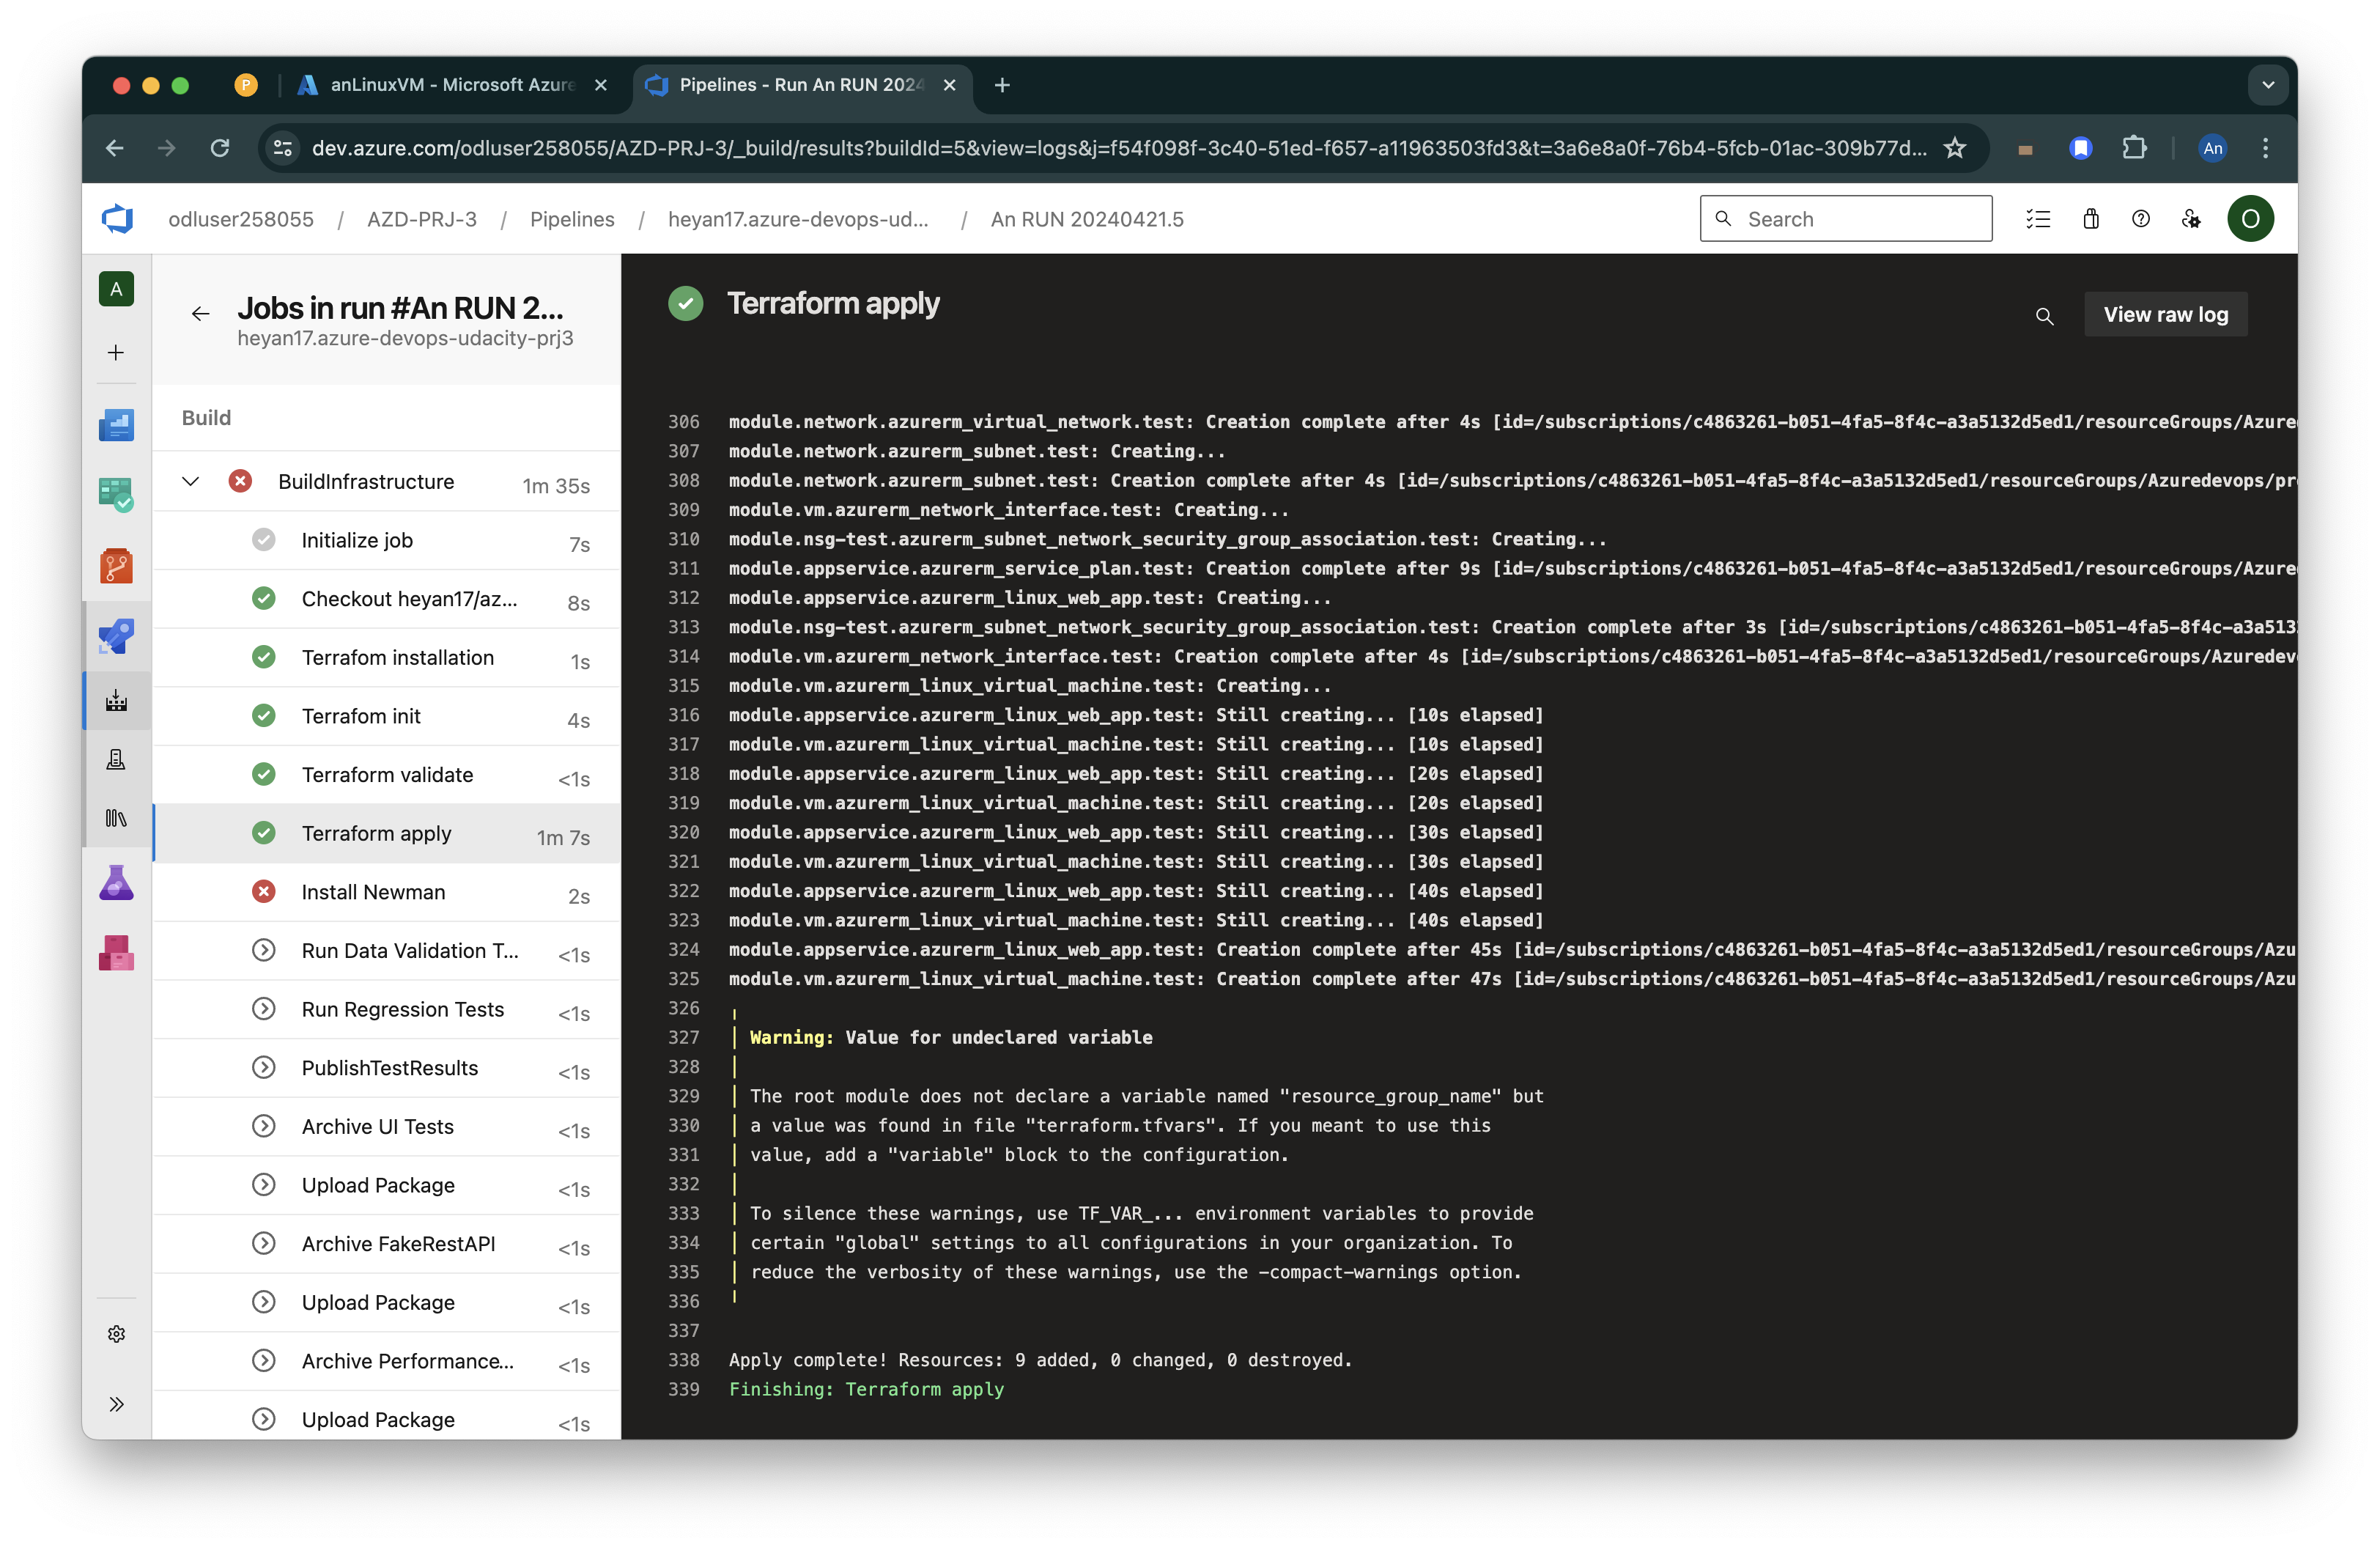 P
anLinuxVM - Microsoft Azure
Pipelines - Run An RUN 2024
dev.azure.com/odluser258055/AZD-PRJ-3/_build/results?buildId=5&view=logs&j=f54f098f-3c40-51ed-f657-a11963503fd3&t=3a6e8a0f-76b4-5fcb-01ac-309b77d...
An
odluser258055 / AZD-PRJ-3 / Pipelines / heyan17.azure-devops-ud... / An RUN 20240421.5
Search
O
A
Jobs in run #An RUN 2...
heyan17.azure-devops-udacity-prj3
Build
BuildInfrastructure 1m 35s
Initialize job 7s
Checkout heyan17/az... 8s
Terrafom installation 1s
Terrafom init 4s
Terraform validate <1s
Terraform apply 1m 7s
Install Newman 2s
Run Data Validation T... <1s
Run Regression Tests <1s
PublishTestResults <1s
Archive UI Tests <1s
Upload Package <1s
Archive FakeRestAPI <1s
Upload Package <1s
Archive Performance... <1s
Upload Package <1s
Terraform apply
View raw log
306 module.network.azurerm_virtual_network.test: Creation complete after 4s [id=/subscriptions/c4863261-b051-4fa5-8f4c-a3a5132d5ed1/resourceGroups/Azure
307 module.network.azurerm_subnet.test: Creating...
308 module.network.azurerm_subnet.test: Creation complete after 4s [id=/subscriptions/c4863261-b051-4fa5-8f4c-a3a5132d5ed1/resourceGroups/Azuredevops/pr
309 module.vm.azurerm_network_interface.test: Creating...
310 module.nsg-test.azurerm_subnet_network_security_group_association.test: Creating...
311 module.appservice.azurerm_service_plan.test: Creation complete after 9s [id=/subscriptions/c4863261-b051-4fa5-8f4c-a3a5132d5ed1/resourceGroups/Azure
312 module.appservice.azurerm_linux_web_app.test: Creating...
313 module.nsg-test.azurerm_subnet_network_security_group_association.test: Creation complete after 3s [id=/subscriptions/c4863261-b051-4fa5-8f4c-a3a513
314 module.vm.azurerm_network_interface.test: Creation complete after 4s [id=/subscriptions/c4863261-b051-4fa5-8f4c-a3a5132d5ed1/resourceGroups/Azuredev
315 module.vm.azurerm_linux_virtual_machine.test: Creating...
316 module.appservice.azurerm_linux_web_app.test: Still creating... [10s elapsed]
317 module.vm.azurerm_linux_virtual_machine.test: Still creating... [10s elapsed]
318 module.appservice.azurerm_linux_web_app.test: Still creating... [20s elapsed]
319 module.vm.azurerm_linux_virtual_machine.test: Still creating... [20s elapsed]
320 module.appservice.azurerm_linux_web_app.test: Still creating... [30s elapsed]
321 module.vm.azurerm_linux_virtual_machine.test: Still creating... [30s elapsed]
322 module.appservice.azurerm_linux_web_app.test: Still creating... [40s elapsed]
323 module.vm.azurerm_linux_virtual_machine.test: Still creating... [40s elapsed]
324 module.appservice.azurerm_linux_web_app.test: Creation complete after 45s [id=/subscriptions/c4863261-b051-4fa5-8f4c-a3a5132d5ed1/resourceGroups/Azu
325 module.vm.azurerm_linux_virtual_machine.test: Creation complete after 47s [id=/subscriptions/c4863261-b051-4fa5-8f4c-a3a5132d5ed1/resourceGroups/Azu
326
327 Warning: Value for undeclared variable
328
329 The root module does not declare a variable named "resource_group_name" but
330 a value was found in file "terraform.tfvars". If you meant to use this
331 value, add a "variable" block to the configuration.
332
333 To silence these warnings, use TF_VAR_... environment variables to provide
334 certain "global" settings to all configurations in your organization. To
335 reduce the verbosity of these warnings, use the -compact-warnings option.
336
337
338 Apply complete! Resources: 9 added, 0 changed, 0 destroyed.
339 Finishing: Terraform apply